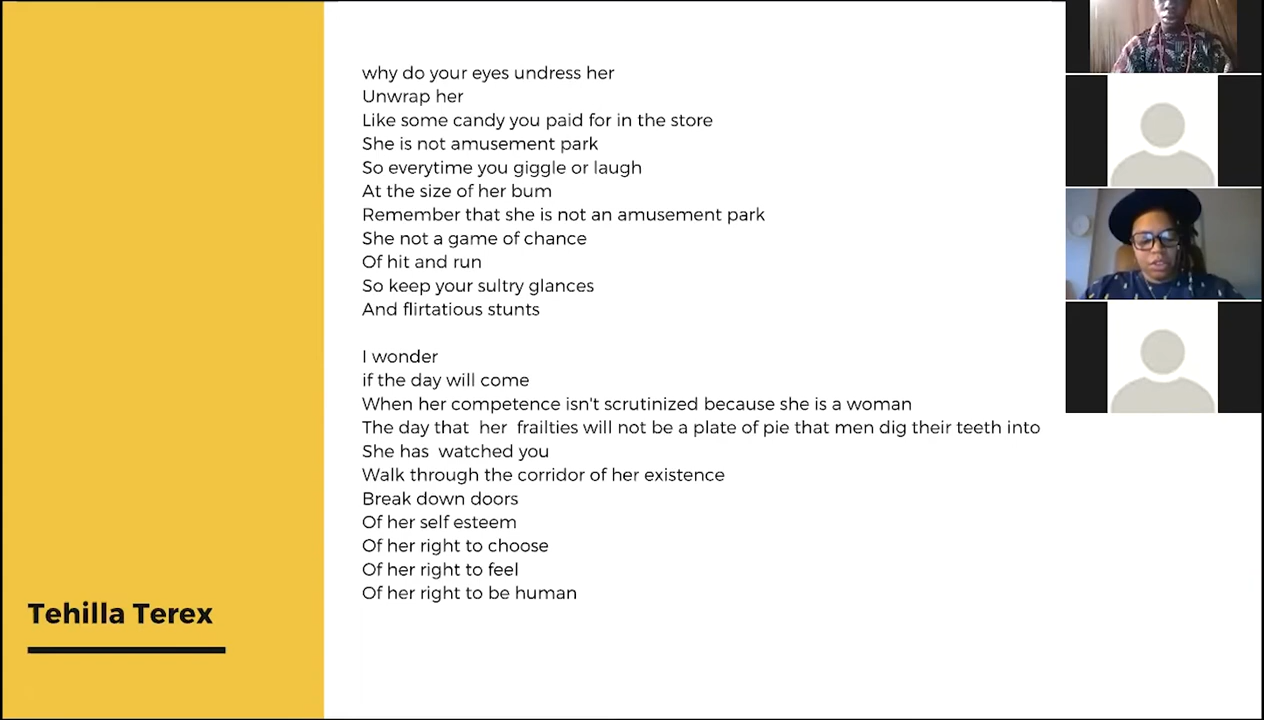 why do your eyes undress her
Unwrap her
Like some candy you paid for in the store
She is not amusement park
So everytime you giggle or laugh
At the size of her bum
Remember that she is not an amusement park
She not a game of chance
Of hit and run
So keep your sultry glances
And flirtatious stunts
I wonder
if the day will come
When her competence isn't scrutinized because she is a woman
The day that  her  frailties will not be a plate of pie that men dig their teeth into
She has  watched you
Walk through the corridor of her existence
Break down doors
Of her self esteem
Of her right to choose
Of her right to feel
Of her right to be human
Tehilla Terex